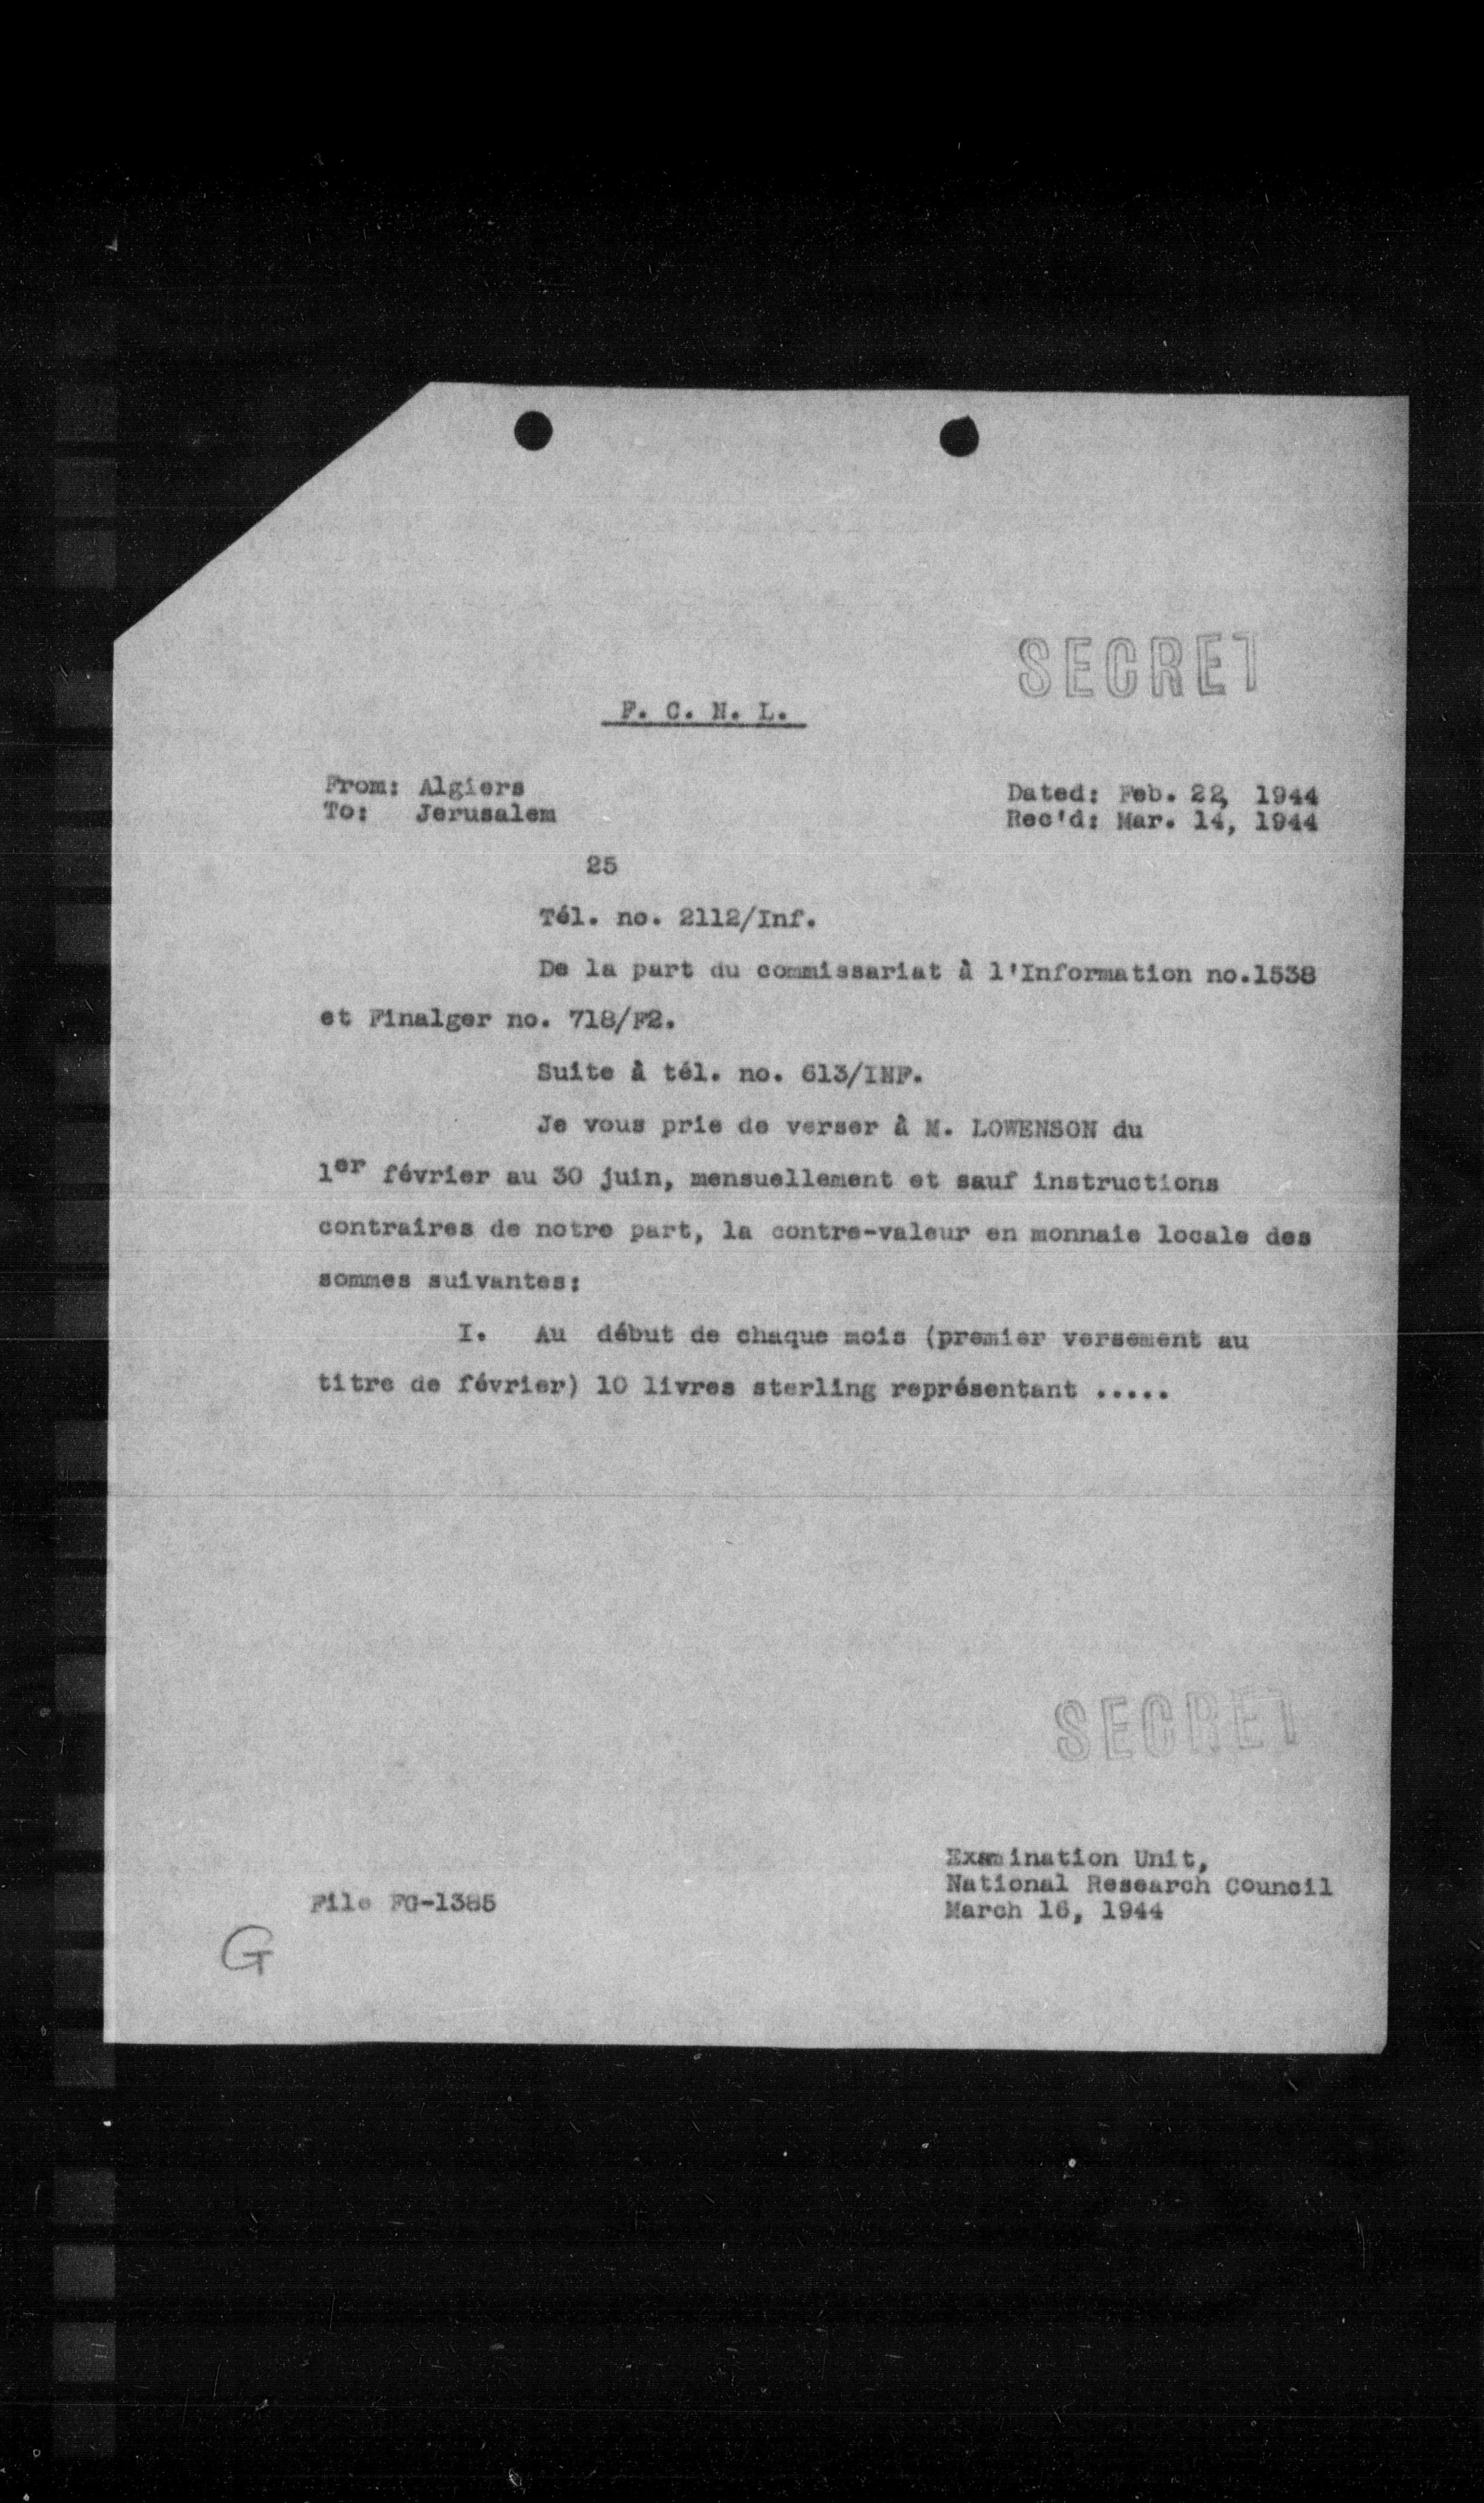 SECRET
F. C. N. L.
From: Algiers
To: Jerusalem
Dated: Feb. 22, 1944
Rec'd: Mar. 14, 1944
25
Tél. no. 2112/Inf.
De la part du commissariat à l'Information no.1538
et Finalger no. 718/F2.
Suite à tél. no. 613/INF.
Je vous prie de verser à M. LOWENSON du
1er février au 30 juin, mensuellement et sauf instructions
contraires de notre part, la contre-valeur en monnaie locale des
sommes suivantes:
I. Au début de chaque mois (premier versement au
titre de février) 10 livres sterling représentant .....
SECRET
Examination Unit,
National Research Council
March 16, 1944
File FG-1385
G